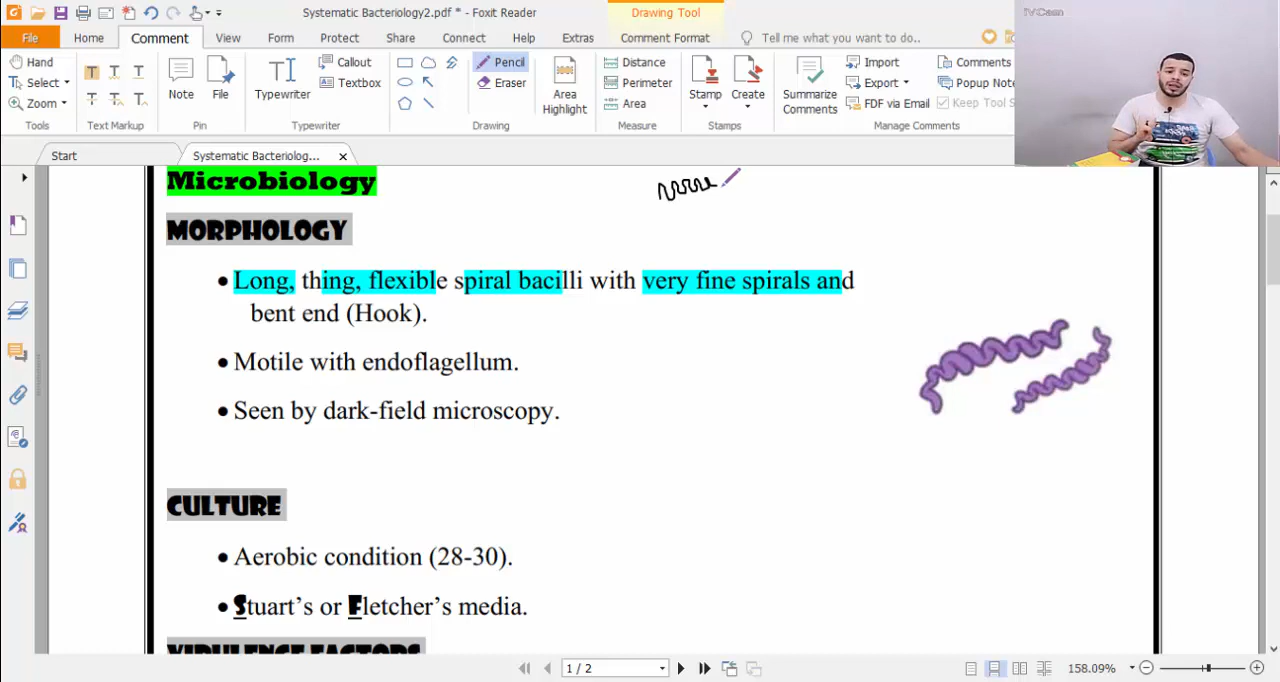 Systematic Bacteriology2.pdf * - Foxit Reader
Drawing Tool
iVCam
File Home Comment View Form Protect Share Connect Help Extras Comment Format Tell me what you want to do..
Hand
Select
Zoom
Tools
Text Markup
Note
File
Pin
Typewriter
Callout
Textbox
Typewriter
Pencil
Eraser
Drawing
Area
Highlight
Distance
Perimeter
Area
Measure
Stamp
Create
Stamps
Summarize
Comments
Import
Export
FDF via Email
Comments
Popup Note
Keep Tool S
Manage Comments
Start
Systematic Bacteriolog...
Microbiology
MORPHOLOGY
• Long, thing, flexible spiral bacilli with very fine spirals and
bent end (Hook).
• Motile with endoflagellum.
• Seen by dark-field microscopy.
CULTURE
• Aerobic condition (28-30).
• Stuart's or Fletcher's media.
VIRULENCE FACTORS
1 / 2
158.09%